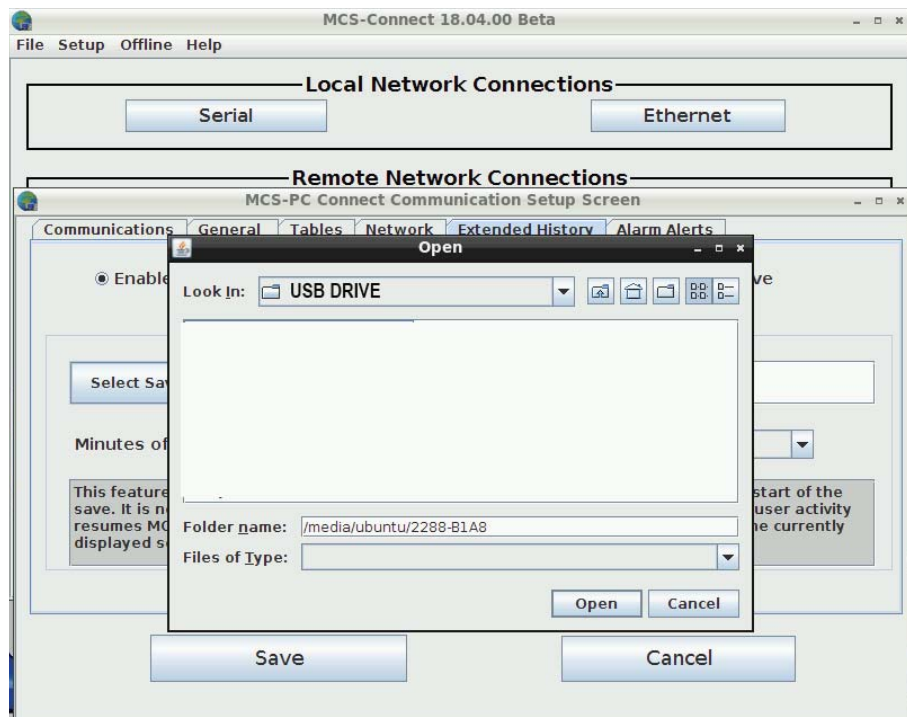 MCS-Connect 18.04.00 Beta
File Setup Offline Help
Local Network Connections
Serial Ethernet
Remote Network Connections
MCS-PC Connect Communication Setup Screen
Communications General Tables Network Extended History Alarm Alerts
Open
Enable ve
Look In: USB DRIVE
Select Sav
Minutes of
This feature start of the
save. It is n user activity
resumes MC e currently
displayed s
Folder name: /media/ubuntu/2288-B1A8
Files of Type:
Open Cancel
Save Cancel